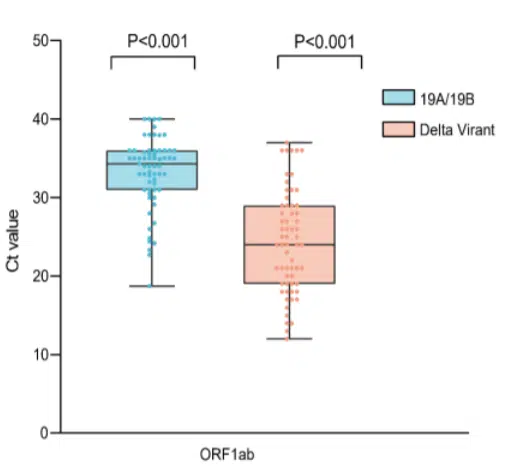 P<0.001
P<0.001
50
40
30
20
10
0
Ct value
ORF1ab
19A/19B
Delta Virant